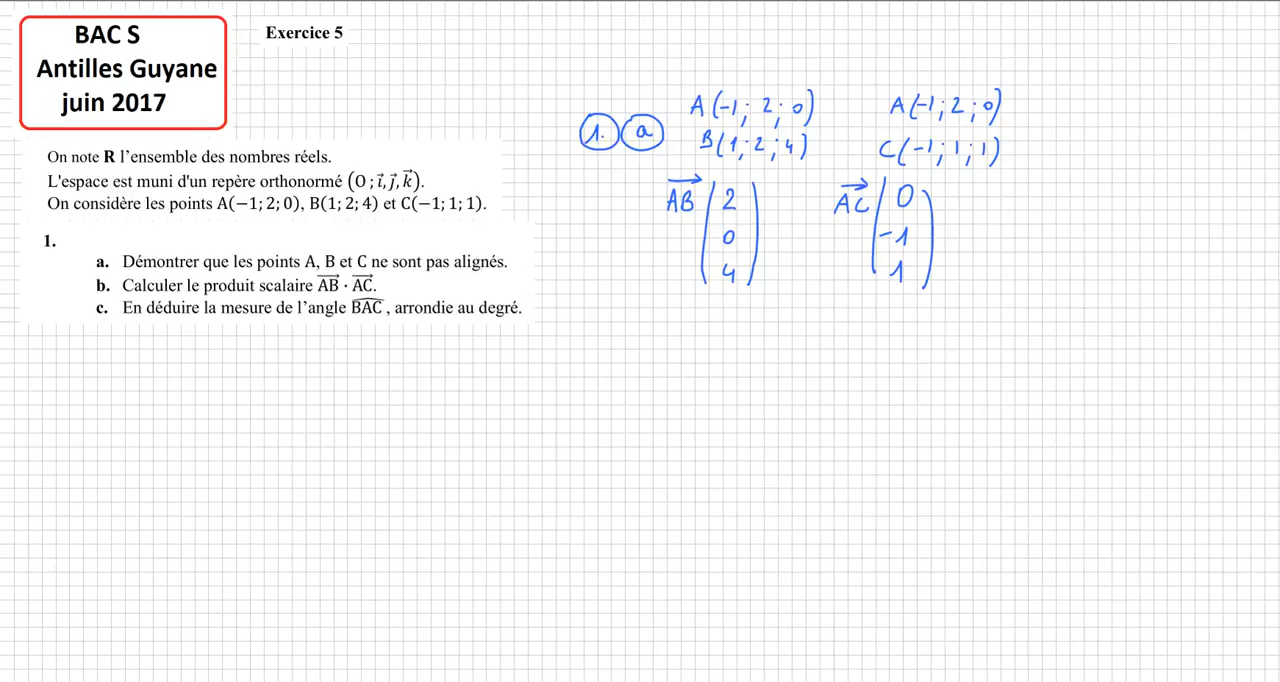 BAC S
Antilles Guyane
juin 2017
Exercice 5
On note R l'ensemble des nombres réels.
L'espace est muni d'un repère orthonormé (O ; i⃗, j⃗, k⃗).
On considère les points A(−1; 2; 0), B(1; 2; 4) et C(−1; 1; 1).
1.
a. Démontrer que les points A, B et C ne sont pas alignés.
b. Calculer le produit scalaire AB⃗ · AC⃗.
c. En déduire la mesure de l'angle BAC̑ , arrondie au degré.
1. a
A(-1; 2; 0)
B(1; 2; 4)
AB⃗ (2
0
4)
A(-1; 2; 0)
C(-1; 1; 1)
AC⃗ (0
-1
1)